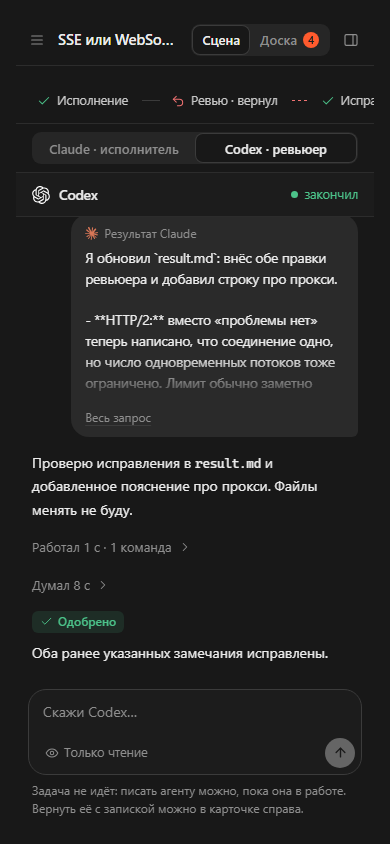 SSE или WebSo...
Сцена
Доска 4
Исполнение
Ревью · вернул
Испра
Claude · исполнитель
Codex · ревьюер
Codex
закончил
Результат Claude
Я обновил `result.md`: внёс обе правки
ревьюера и добавил строку про прокси.
- **HTTP/2:** вместо «проблемы нет»
теперь написано, что соединение одно,
но число одновременных потоков тоже
ограничено. Лимит обычно заметно
Весь запрос
Проверю исправления в result.md и
добавленное пояснение про прокси. Файлы
менять не буду.
Работал 1 с · 1 команда
Думал 8 с
Одобрено
Оба ранее указанных замечания исправлены.
Скажи Codex...
Только чтение
Задача не идёт: писать агенту можно, пока она в работе.
Вернуть её с запиской можно в карточке справа.